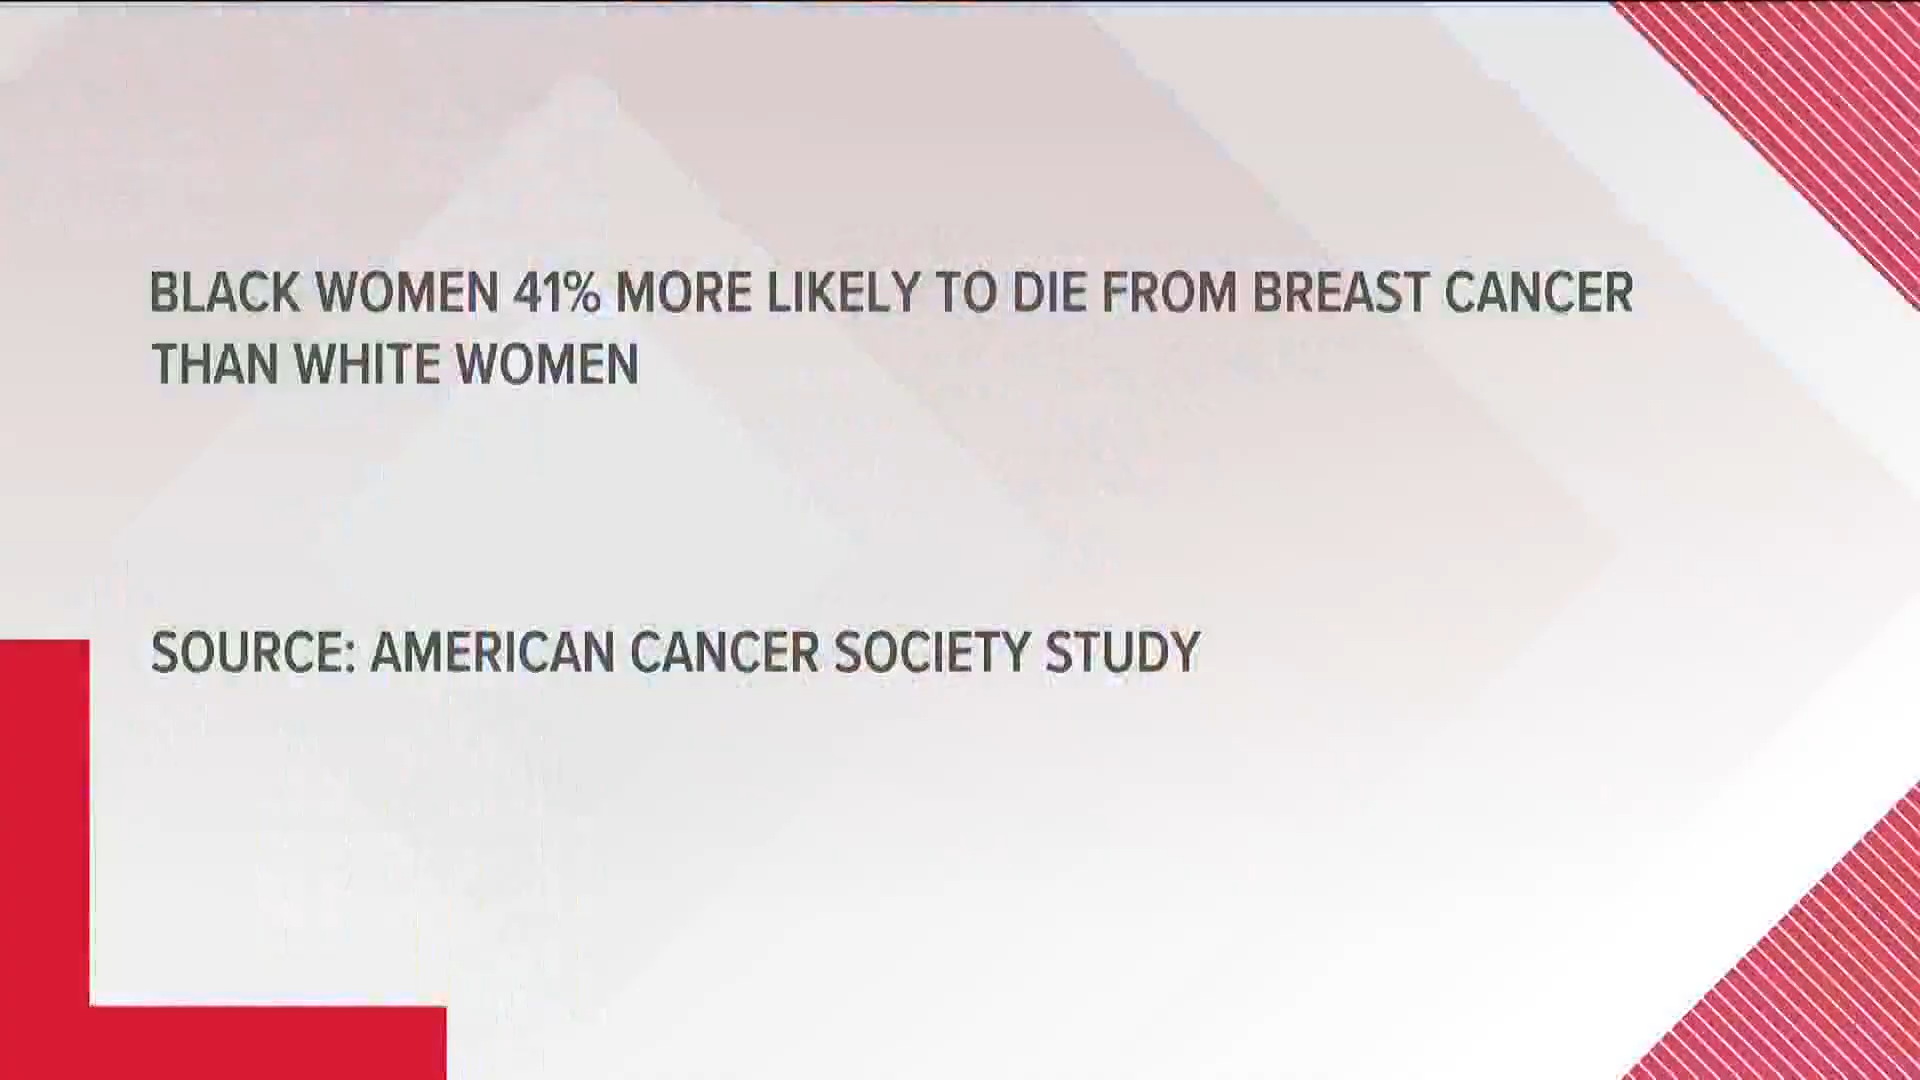 BLACK WOMEN 41% MORE LIKELY TO DIE FROM BREAST CANCER
THAN WHITE WOMEN
SOURCE: AMERICAN CANCER SOCIETY STUDY